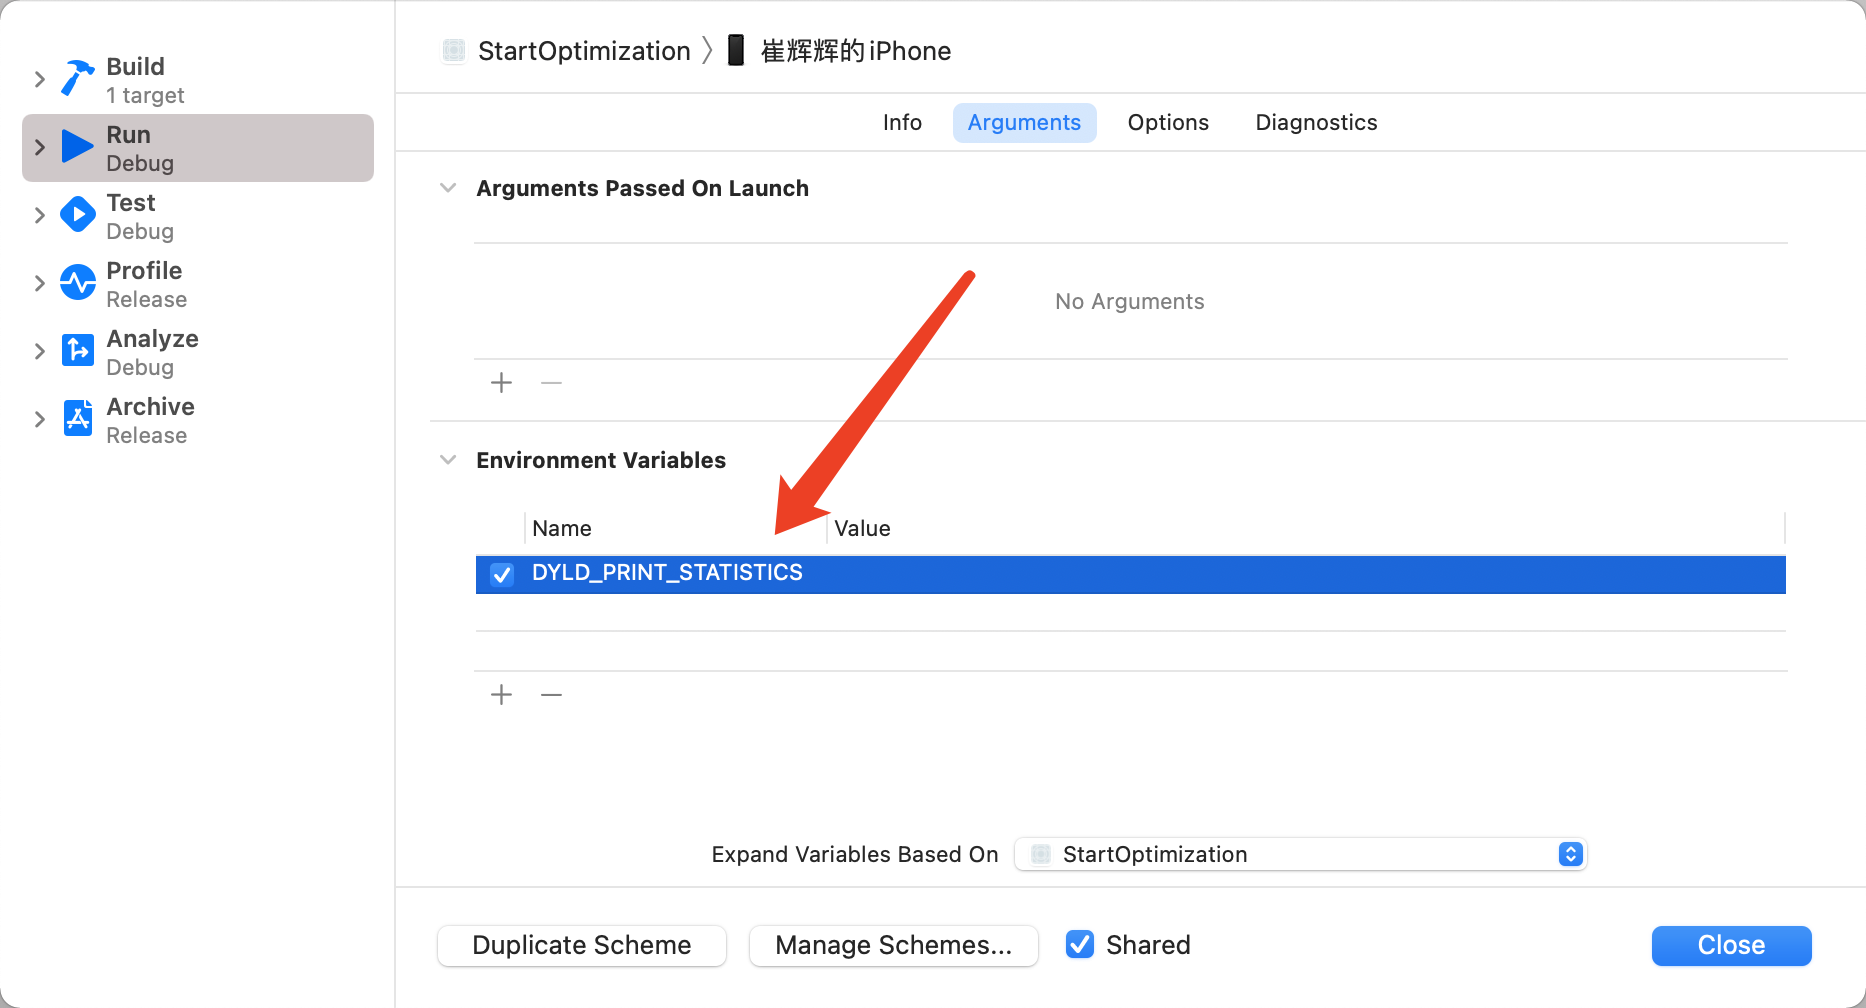 Build
1 target
Run
Debug
Test
Debug
Profile
Release
Analyze
Debug
Archive
Release
StartOptimization 崔辉辉的iPhone
Info Arguments Options Diagnostics
Arguments Passed On Launch
No Arguments
Environment Variables
Name Value
DYLD_PRINT_STATISTICS
Expand Variables Based On StartOptimization
Duplicate Scheme Manage Schemes... Shared Close